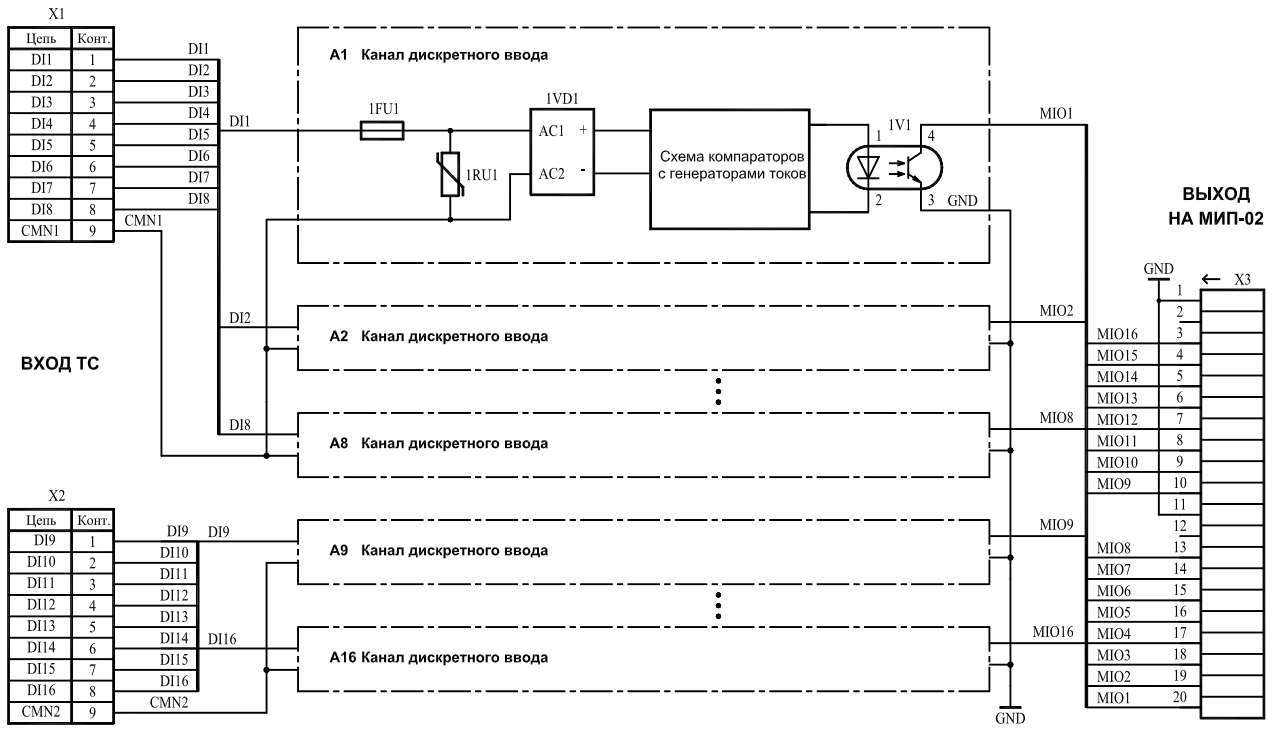 X1
Цепь Конт.
DI1 1
DI2 2
DI3 3
DI4 4
DI5 5
DI6 6
DI7 7
DI8 8
CMN1 9
DI1
DI2
DI3
DI4
DI5
DI6
DI7
DI8
CMN1
DI1
A1 Канал дискретного ввода
1FU1
1RU1
1VD1
AC1 +
AC2 -
Схема компараторов
с генераторами токов
1V1
1 4
2 3
MIO1
GND
ВХОД ТС
DI2
A2 Канал дискретного ввода
MIO2
DI8
A8 Канал дискретного ввода
MIO8
X2
Цепь Конт.
DI9 1
DI10 2
DI11 3
DI12 4
DI13 5
DI14 6
DI15 7
DI16 8
CMN2 9
DI9
DI10
DI11
DI12
DI13
DI14
DI15
DI16
CMN2
DI9
A9 Канал дискретного ввода
MIO9
DI16
A16 Канал дискретного ввода
MIO16
GND
ВЫХОД
НА МИП-02
GND
X3
1
2
MIO16 3
MIO15 4
MIO14 5
MIO13 6
MIO12 7
MIO11 8
MIO10 9
MIO9 10
11
12
MIO8 13
MIO7 14
MIO6 15
MIO5 16
MIO4 17
MIO3 18
MIO2 19
MIO1 20